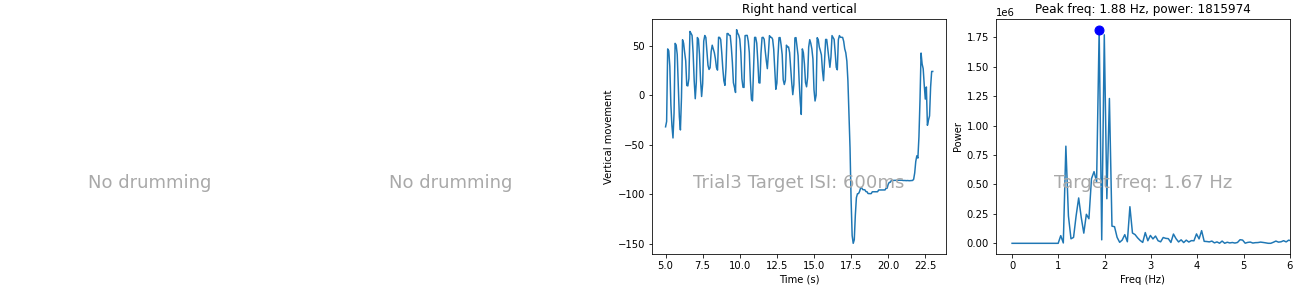 No drumming
No drumming
Right hand vertical
Vertical movement
50
0
−50
−100
−150
Trial3 Target ISI: 600ms
5.0 7.5 10.0 12.5 15.0 17.5 20.0 22.5
Time (s)
Peak freq: 1.88 Hz, power: 1815974
1e6
Power
1.75
1.50
1.25
1.00
0.75
0.50
0.25
0.00
Target freq: 1.67 Hz
0 1 2 3 4 5 6
Freq (Hz)